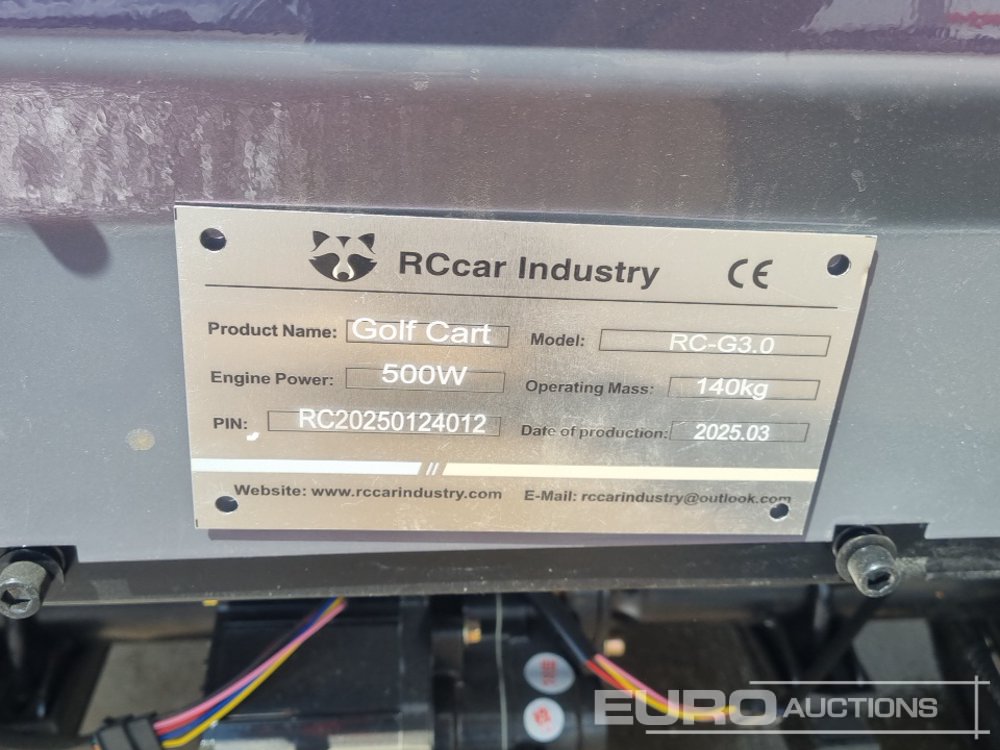 RCcar Industry CE
Product Name: Golf Cart Model: RC-G3.0
Engine Power: 500W Operating Mass: 140kg
PIN: RC20250124012 Date of production: 2025.03
Website: www.rccarindustry.com E-Mail: rccarindustry@outlook.com
EURO AUCTIONS